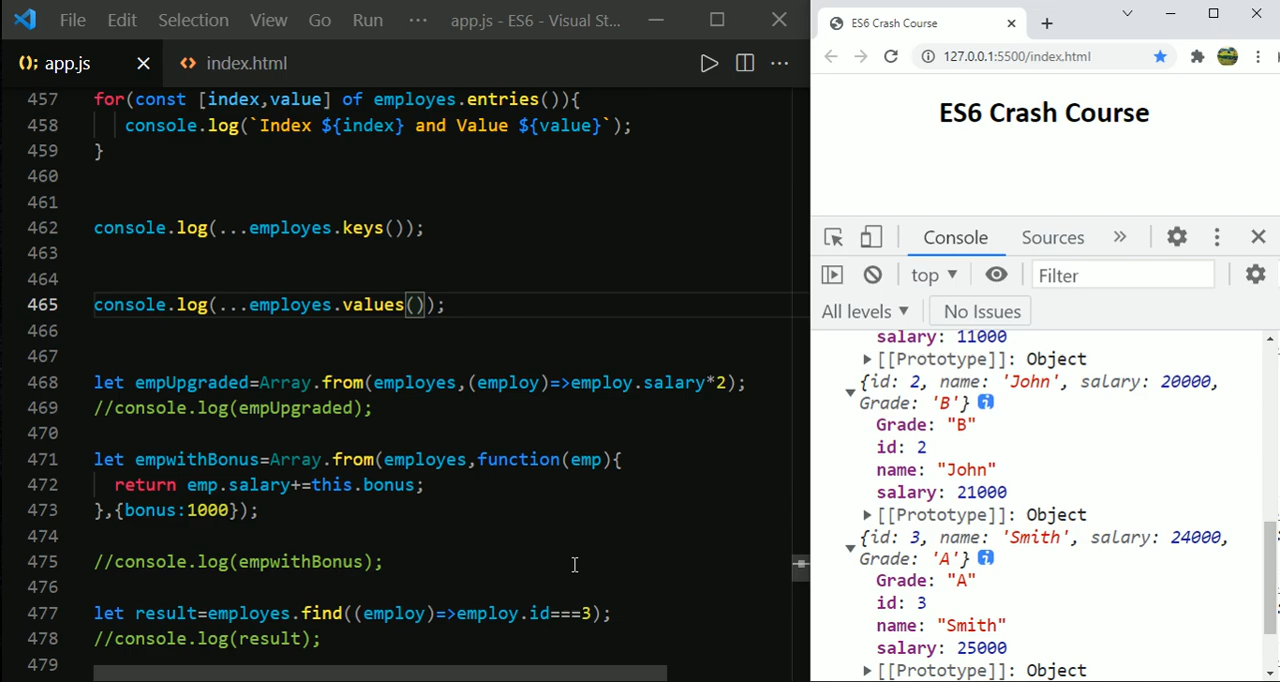 File Edit Selection View Go Run ··· app.js - ES6 - Visual St...
(); app.js
<> index.html
457 for(const [index,value] of employes.entries()){
458 console.log(`Index ${index} and Value ${value}`);
459 }
460
461
462 console.log(...employes.keys());
463
464
465 console.log(...employes.values());
466
467
468 let empUpgraded=Array.from(employes,(employ)=>employ.salary*2);
469 //console.log(empUpgraded);
470
471 let empwithBonus=Array.from(employes,function(emp){
472 return emp.salary+=this.bonus;
473 },{bonus:1000});
474
475 //console.log(empwithBonus);
476
477 let result=employes.find((employ)=>employ.id===3);
478 //console.log(result);
479
ES6 Crash Course
127.0.0.1:5500/index.html
ES6 Crash Course
Console Sources
top Filter
All levels No Issues
salary: 11000
[[Prototype]]: Object
{id: 2, name: 'John', salary: 20000,
Grade: 'B'} i
Grade: "B"
id: 2
name: "John"
salary: 21000
[[Prototype]]: Object
{id: 3, name: 'Smith', salary: 24000,
Grade: 'A'} i
Grade: "A"
id: 3
name: "Smith"
salary: 25000
[[Prototype]]: Object